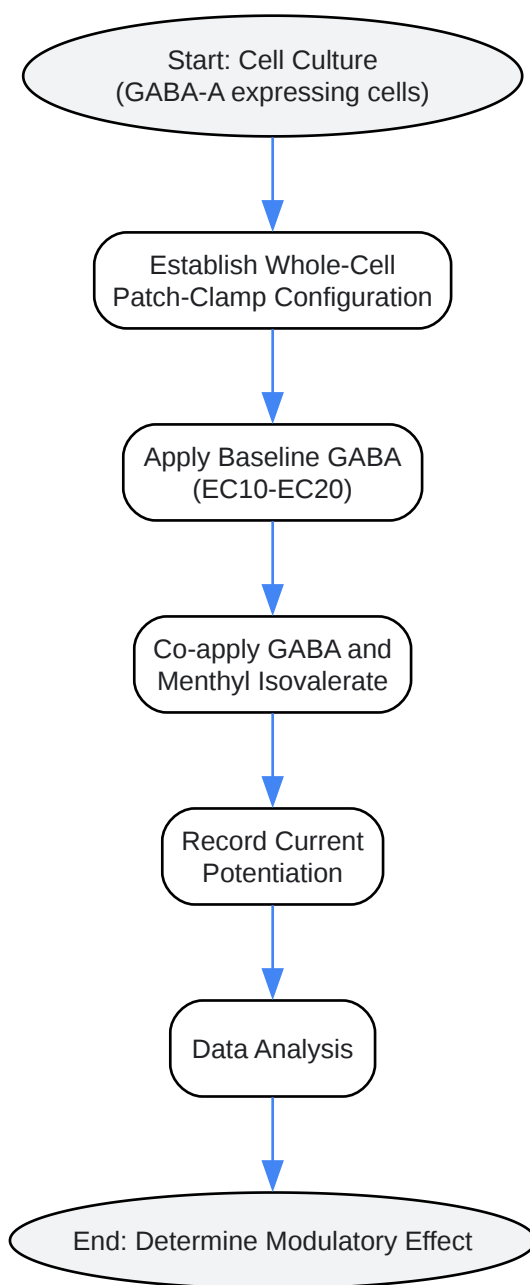 Start: Cell Culture
(GABA-A expressing cells)
Establish Whole-Cell
Patch-Clamp Configuration
Apply Baseline GABA
(EC10-EC20)
Co-apply GABA and
Menthyl Isovalerate
Record Current
Potentiation
Data Analysis
End: Determine Modulatory Effect